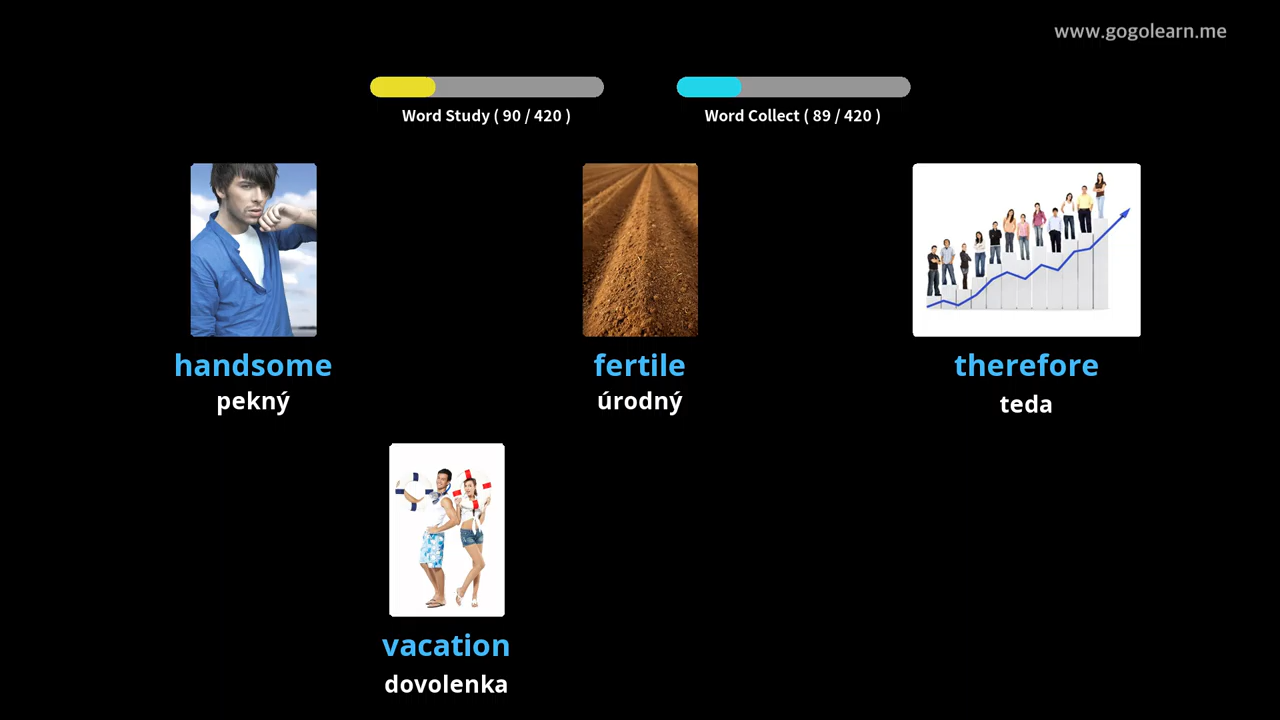 www.gogolearn.me
Word Study ( 90 / 420 )
Word Collect ( 89 / 420 )
handsome
pekný
fertile
úrodný
therefore
teda
vacation
dovolenka